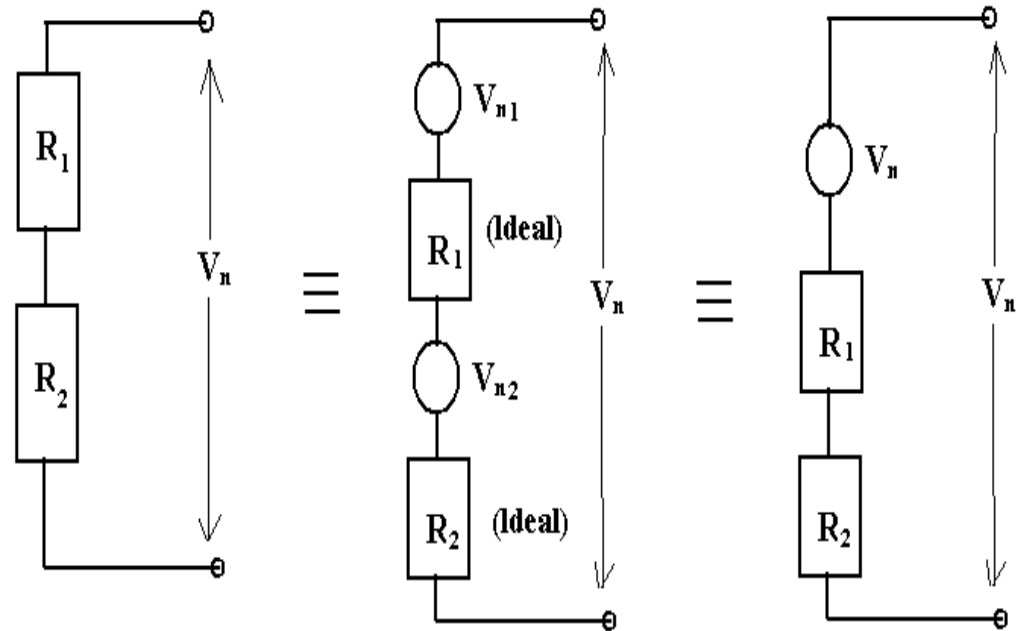 R₁
R₂
Vₙ
≡
Vₙ₁
R₁ (Ideal)
Vₙ₂
R₂ (Ideal)
Vₙ
≡
Vₙ
R₁
R₂
Vₙ